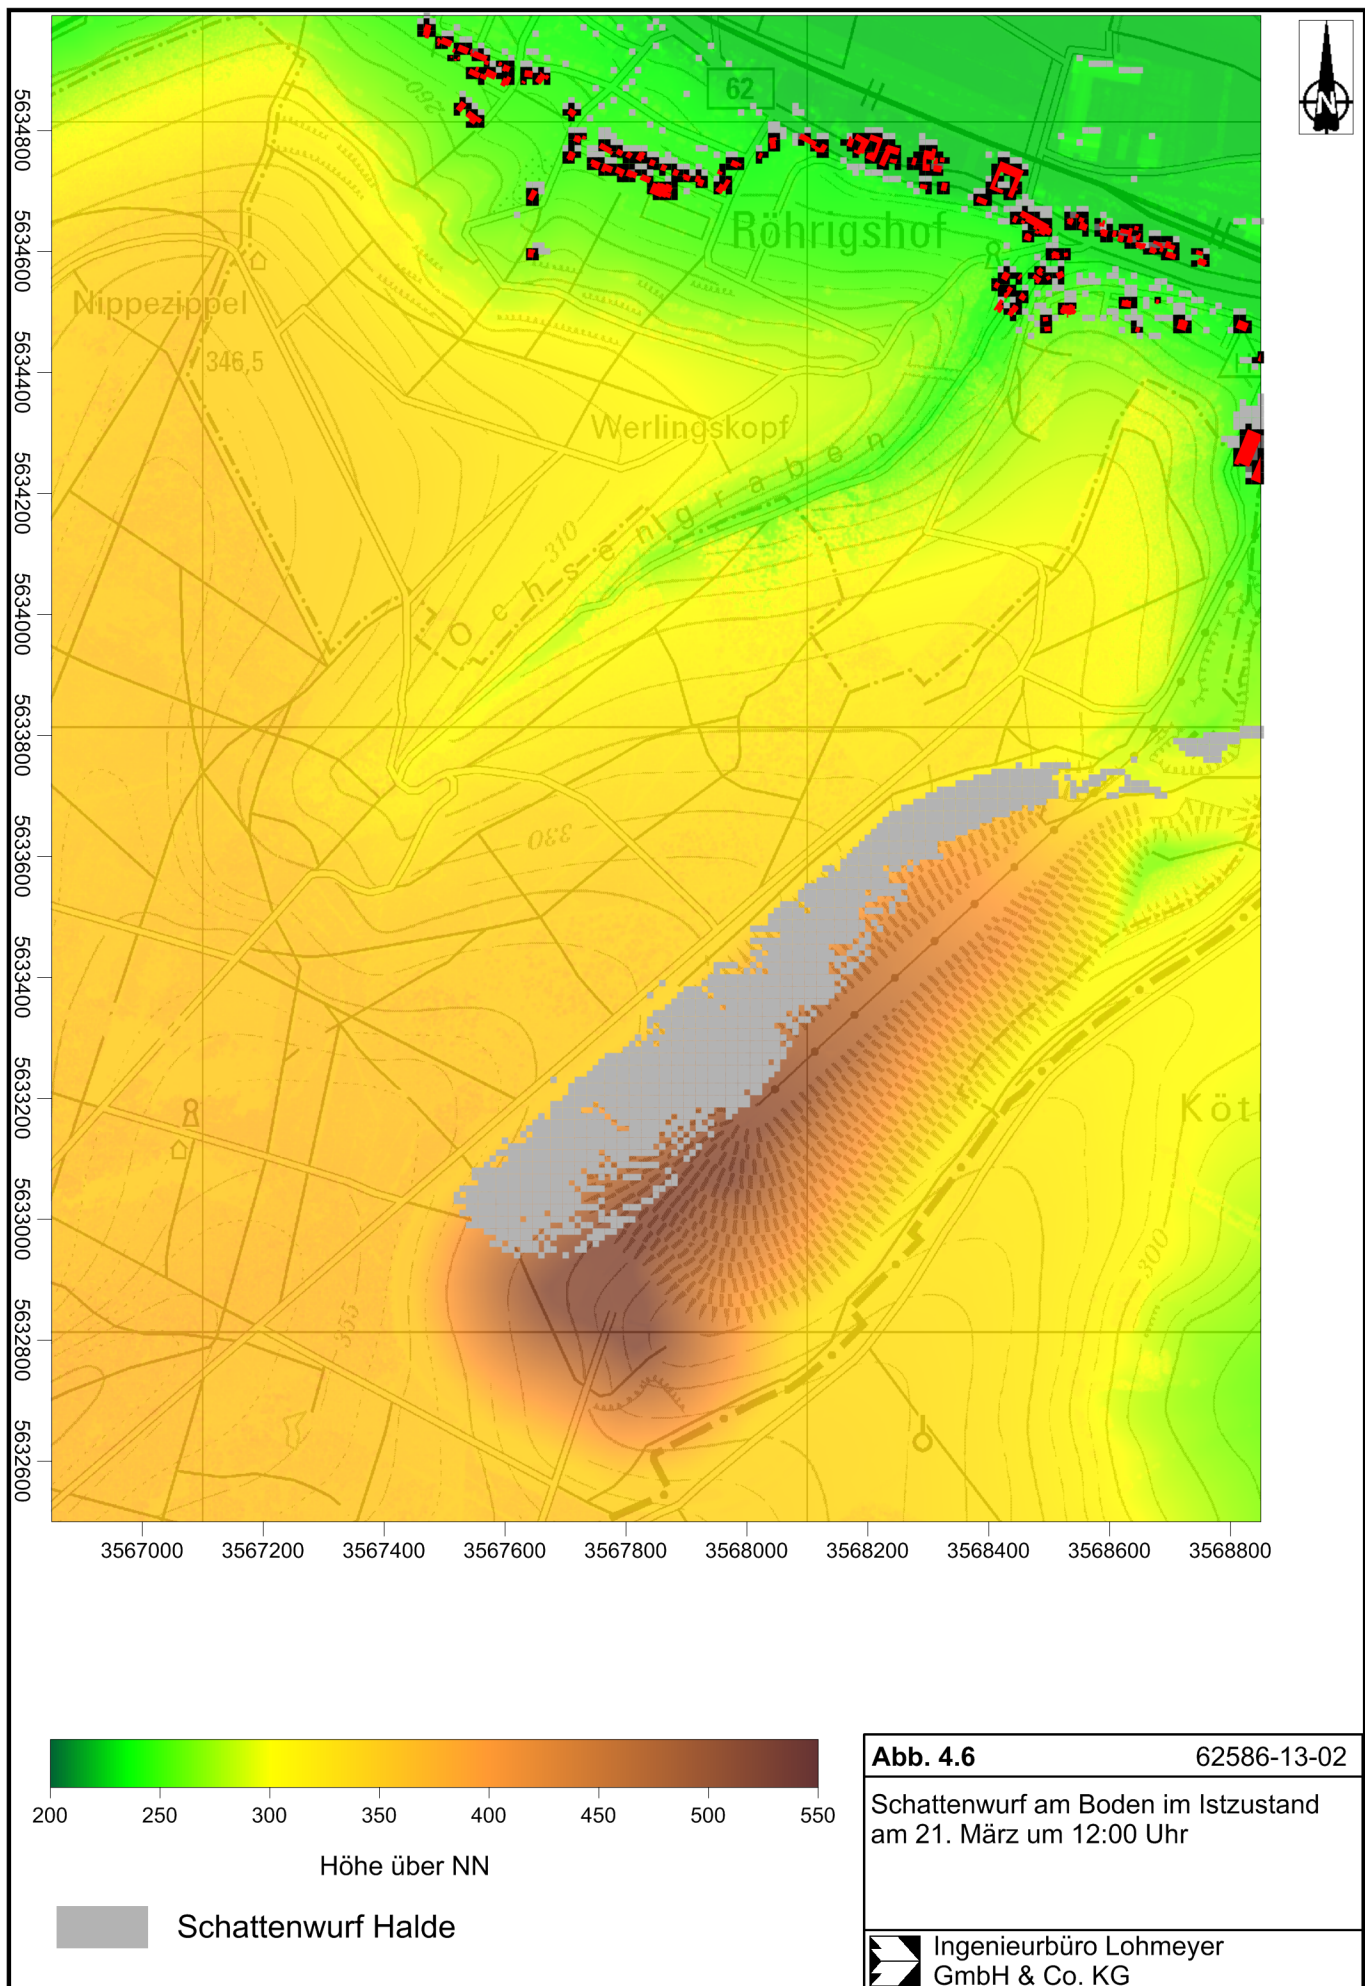 260
62
5634800
Röhrigshof
5634600
Nippezippel
346,5
5634400
Werlingskopf
5634200
Ochsengraben
310
5634000
5633800
330
5633600
5633400
5633200
Köt
5633000
300
355
5632800
5632600
N
3567000 3567200 3567400 3567600 3567800 3568000 3568200 3568400 3568600 3568800
200 250 300 350 400 450 500 550
Höhe über NN
Schattenwurf Halde
Abb. 4.6 62586-13-02
Schattenwurf am Boden im Istzustand
am 21. März um 12:00 Uhr
Ingenieurbüro Lohmeyer
GmbH & Co. KG